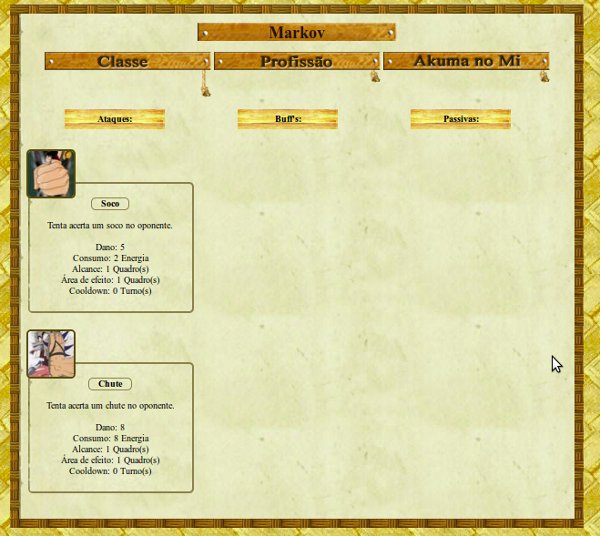 Markov
Classe
Profissão
Akuma no Mi
Ataques:
Buff's:
Passivas:
Soco
Tenta acerta um soco no oponente.
Dano: 5
Consumo: 2 Energia
Alcance: 1 Quadro(s)
Área de efeito: 1 Quadro(s)
Cooldown: 0 Turno(s)
Chute
Tenta acerta um chute no oponente.
Dano: 8
Consumo: 8 Energia
Alcance: 1 Quadro(s)
Área de efeito: 1 Quadro(s)
Cooldown: 0 Turno(s)